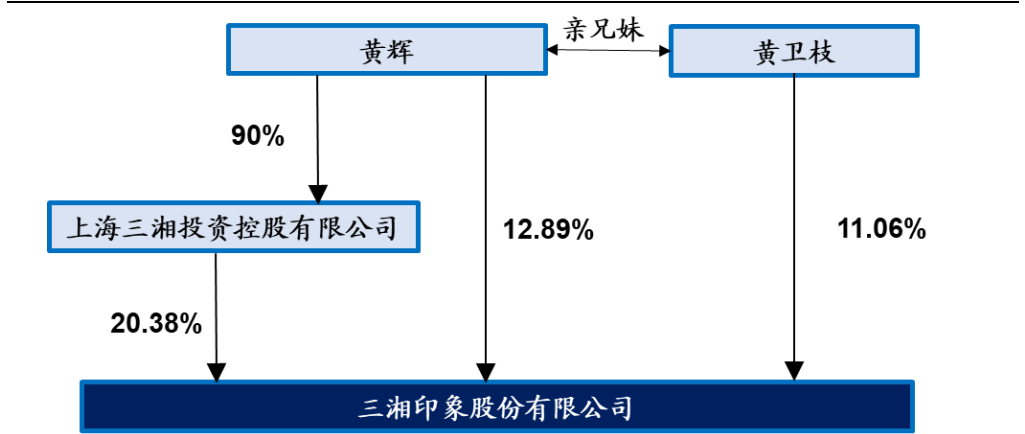 黄辉
亲兄妹
黄卫枝
90%
上海三湘投资控股有限公司
12.89%
11.06%
20.38%
三湘印象股份有限公司